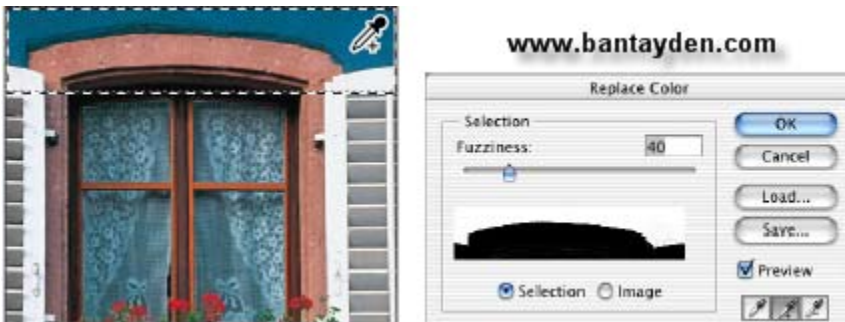 www.bantayden.com
Replace Color
Selection
Fuzziness: 40
OK
Cancel
Load...
Save...
Preview
Selection Image